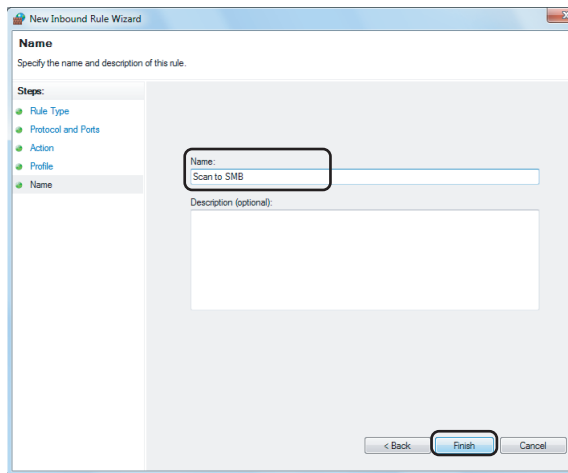 New Inbound Rule Wizard
Name
Specify the name and description of this rule.
Steps:
Rule Type
Protocol and Ports
Action
Profile
Name
Name:
Scan to SMB
Description (optional):
< Back Finish Cancel